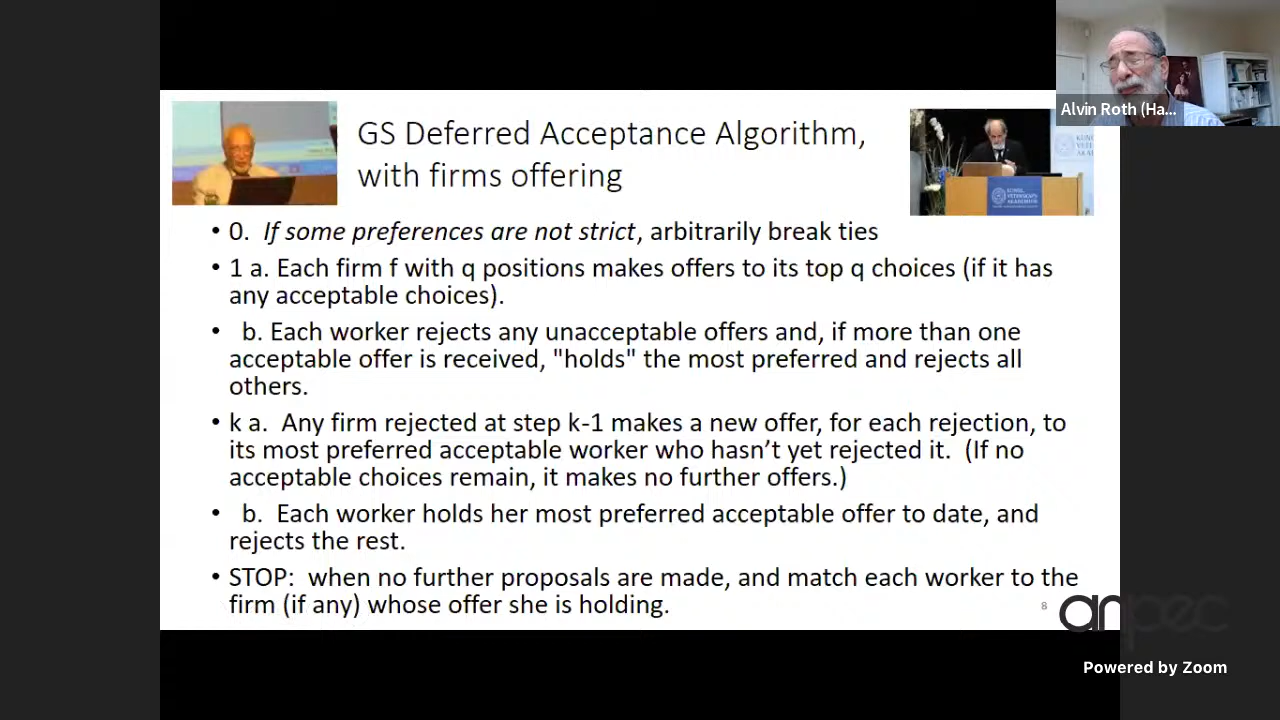 Alvin Roth (Ha...
GS Deferred Acceptance Algorithm,
with firms offering
• 0. If some preferences are not strict, arbitrarily break ties
• 1 a. Each firm f with q positions makes offers to its top q choices (if it has
any acceptable choices).
• b. Each worker rejects any unacceptable offers and, if more than one
acceptable offer is received, "holds" the most preferred and rejects all
others.
• k a. Any firm rejected at step k-1 makes a new offer, for each rejection, to
its most preferred acceptable worker who hasn’t yet rejected it. (If no
acceptable choices remain, it makes no further offers.)
• b. Each worker holds her most preferred acceptable offer to date, and
rejects the rest.
• STOP: when no further proposals are made, and match each worker to the
firm (if any) whose offer she is holding.
8
anpec
Powered by Zoom